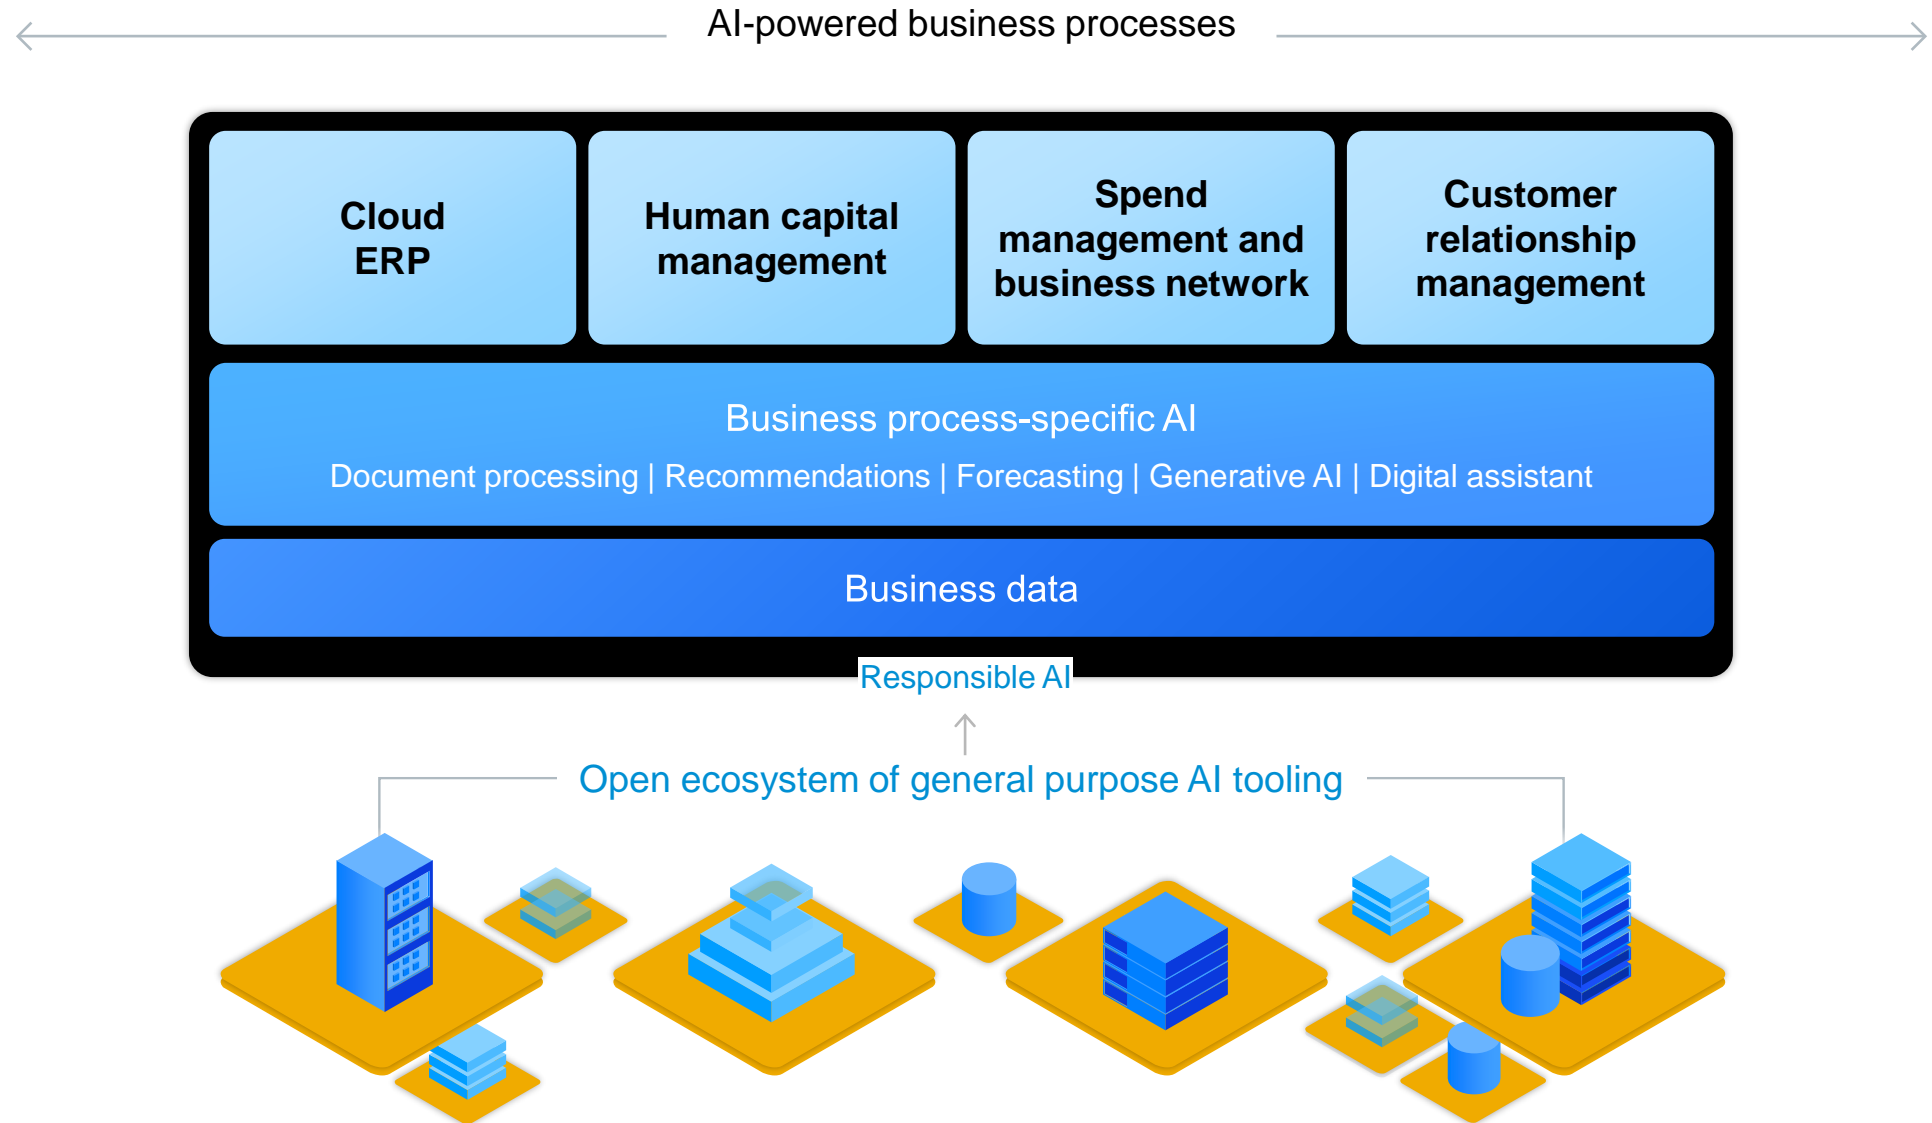 AI-powered business processes
Cloud
ERP
Human capital
management
Spend
management and
business network
Customer
relationship
management
Business process-specific AI
Document processing | Recommendations | Forecasting | Generative AI | Digital assistant
Business data
Responsible AI
Open ecosystem of general purpose AI tooling